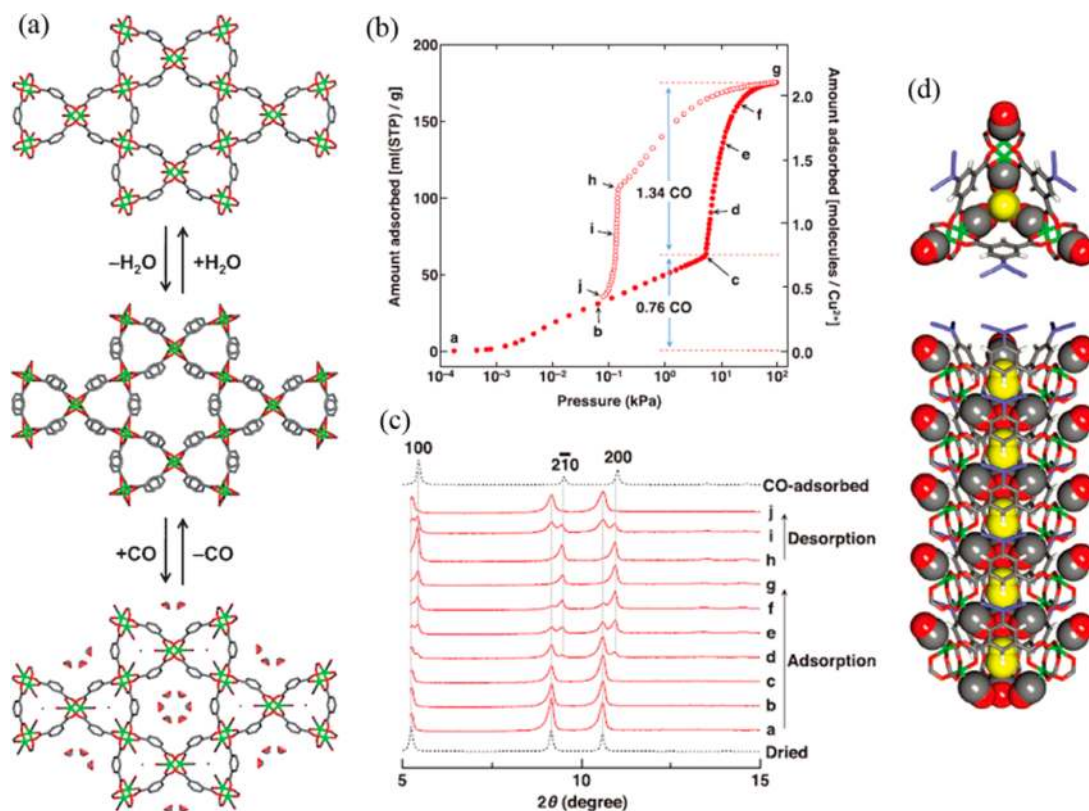 (a)
−H2O +H2O
+CO −CO
(b)
Amount adsorbed [ml(STP) / g]
200
150
100
50
0
10⁻⁴ 10⁻³ 10⁻² 10⁻¹ 10⁰ 10¹ 10²
Pressure (kPa)
Amount adsorbed [molecules / Cu²⁺]
2.0
1.5
1.0
0.5
0.0
g
f
e
h
1.34 CO
i
d
j
c
b
0.76 CO
a
(c)
100 2̅10 200
CO-adsorbed
j
i Desorption
h
g
f
e
d Adsorption
c
b
a
Dried
5 10 15
2θ (degree)
(d)